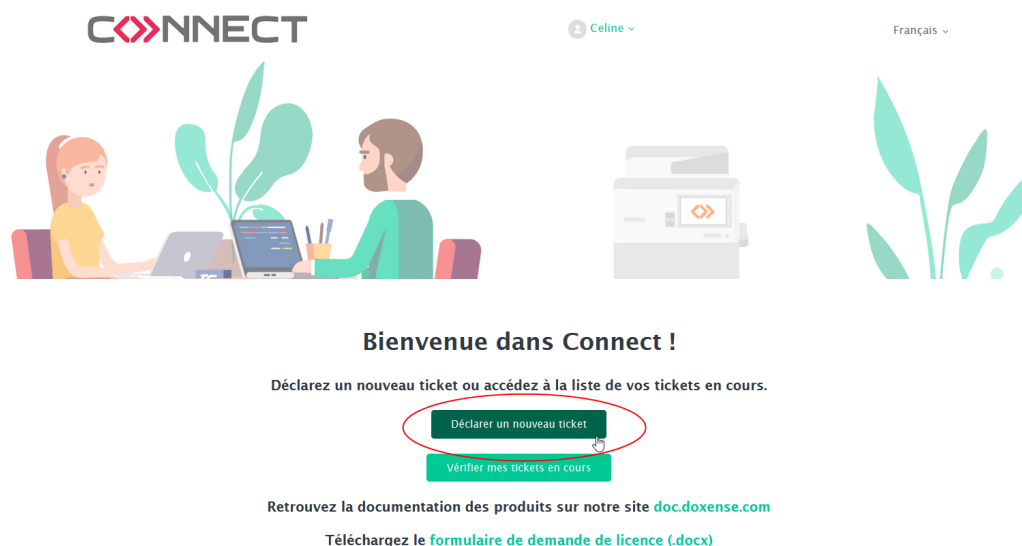 CONNECT
Celine
Français
Bienvenue dans Connect !
Déclarez un nouveau ticket ou accédez à la liste de vos tickets en cours.
Déclarer un nouveau ticket
Vérifier mes tickets en cours
Retrouvez la documentation des produits sur notre site doc.doxense.com
Téléchargez le formulaire de demande de licence (.docx)